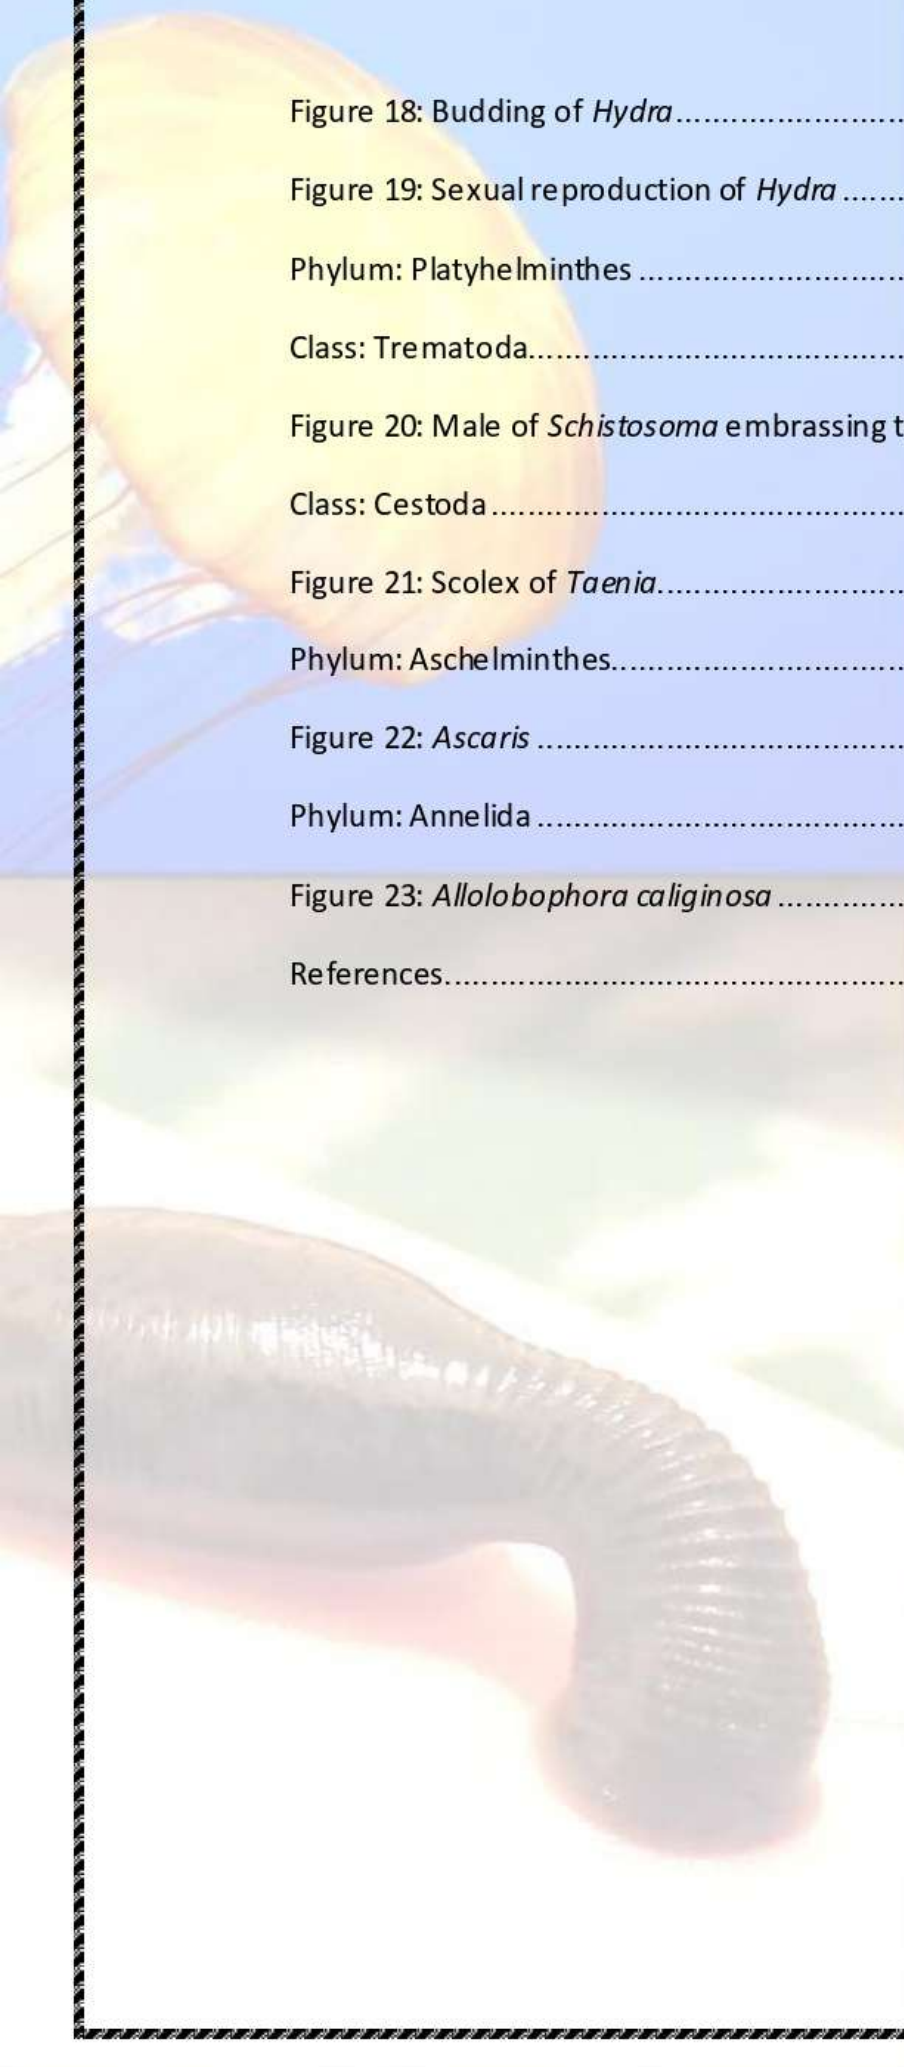 Figure 18: Budding of Hydra..........................
Figure 19: Sexual reproduction of Hydra .......
Phylum: Platyhelminthes ..............................
Class: Trematoda..........................................
Figure 20: Male of Schistosoma embrassing t
Class: Cestoda ..............................................
Figure 21: Scolex of Taenia............................
Phylum: Aschelminthes.................................
Figure 22: Ascaris .........................................
Phylum: Annelida .........................................
Figure 23: Allolobophora caliginosa ..............
References...................................................